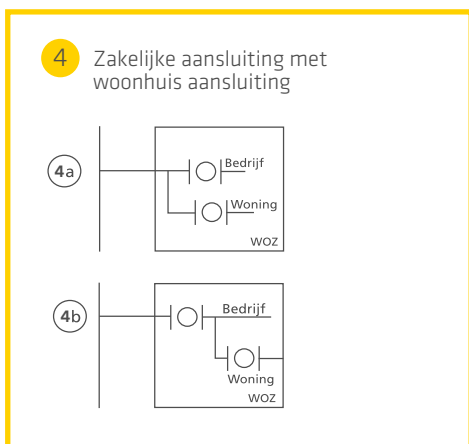 4 Zakelijke aansluiting met
woonhuis aansluiting
4a
Bedrijf
Woning
WOZ
4b
Bedrijf
Woning
WOZ